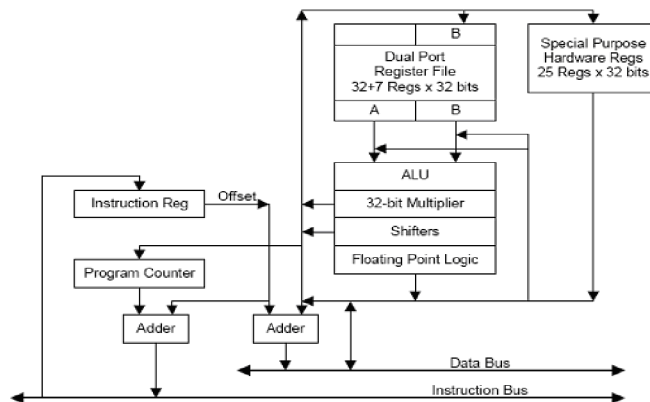 B
Dual Port
Register File
32+7 Regs x 32 bits
A
B
Special Purpose
Hardware Regs
25 Regs x 32 bits
ALU
32-bit Multiplier
Shifters
Floating Point Logic
Instruction Reg
Offset
Program Counter
Adder
Adder
Data Bus
Instruction Bus